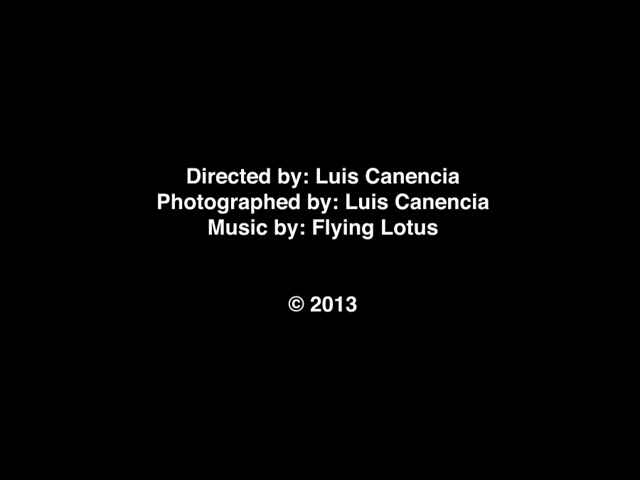 Directed by: Luis Canencia
Photographed by: Luis Canencia
Music by: Flying Lotus
© 2013